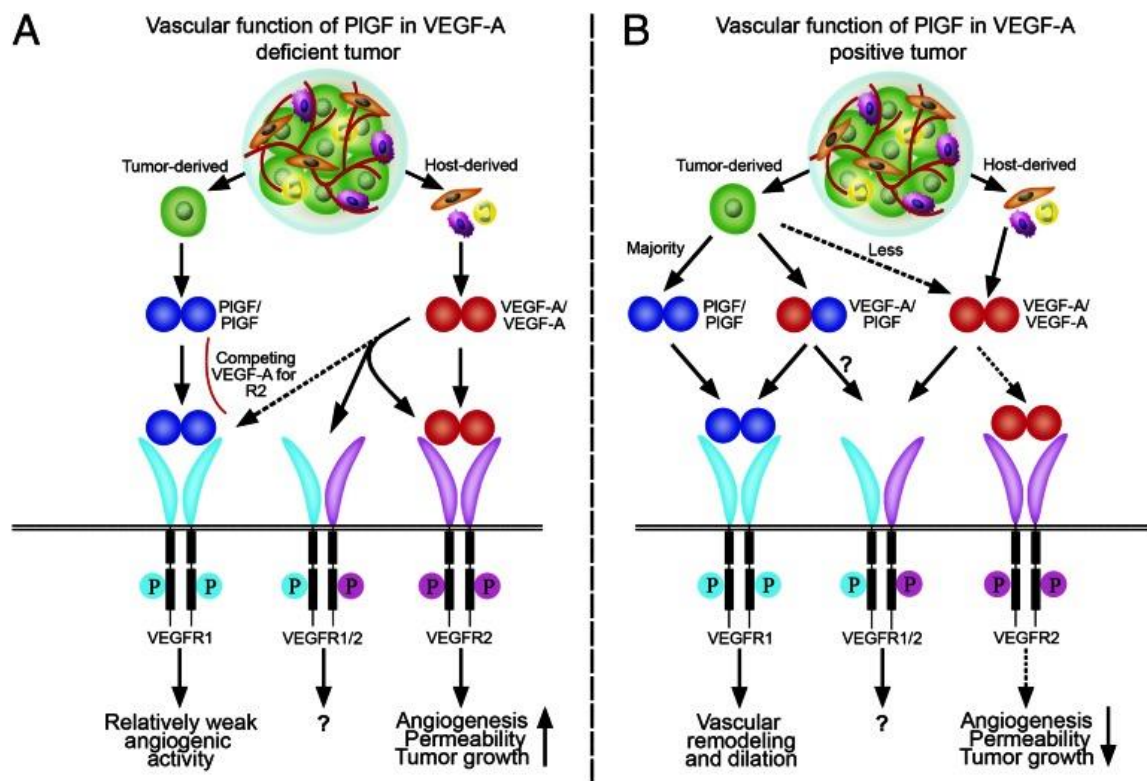 A
Vascular function of PlGF in VEGF-A
deficient tumor
Tumor-derived
Host-derived
PlGF/
PlGF
VEGF-A/
VEGF-A
Competing
VEGF-A for
R2
P
P
P
P
P
P
VEGFR1
VEGFR1/2
VEGFR2
Relatively weak
angiogenic
activity
?
Angiogenesis
Permeability
Tumor growth
B
Vascular function of PlGF in VEGF-A
positive tumor
Tumor-derived
Host-derived
Majority
Less
PlGF/
PlGF
VEGF-A/
PlGF
VEGF-A/
VEGF-A
?
P
P
P
P
P
P
VEGFR1
VEGFR1/2
VEGFR2
Vascular
remodeling
and dilation
?
Angiogenesis
Permeability
Tumor growth